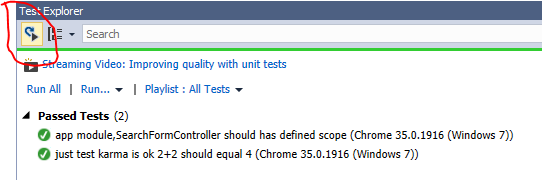 Test Explorer
Search
Streaming Video: Improving quality with unit tests
Run All | Run... | Playlist : All Tests
Passed Tests (2)
app module,SearchFormController should has defined scope (Chrome 35.0.1916 (Windows 7))
just test karma is ok 2+2 should equal 4 (Chrome 35.0.1916 (Windows 7))